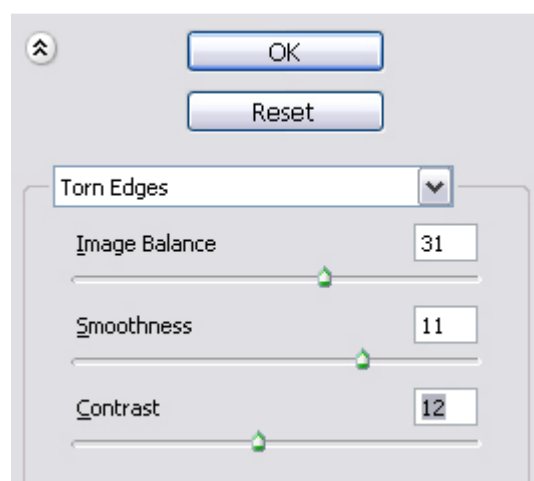 OK
Reset
Torn Edges
Image Balance 31
Smoothness 11
Contrast 12